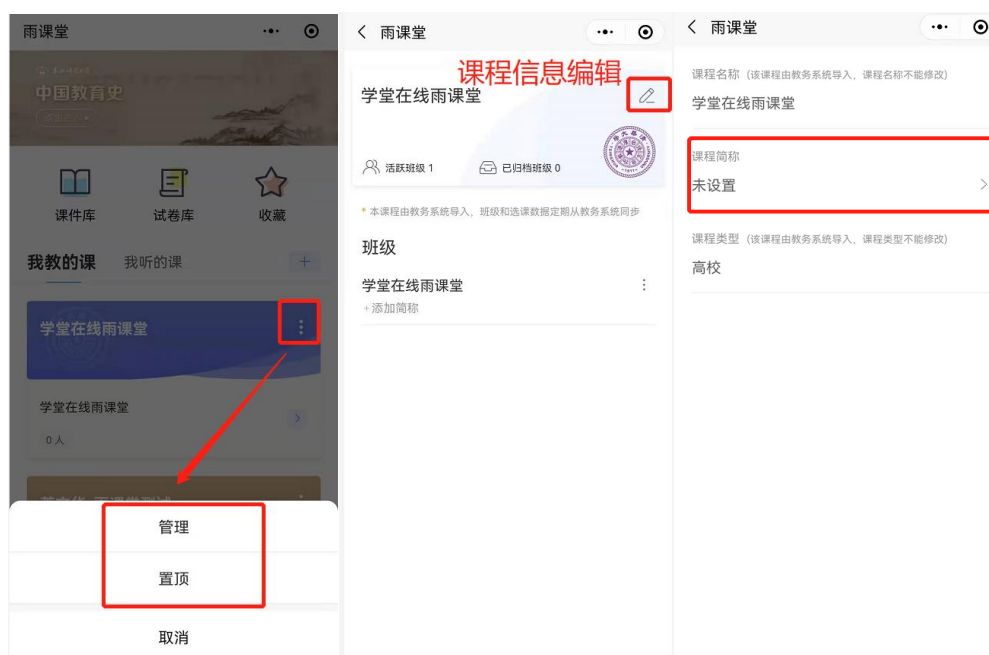 雨课堂
中国教育史
课件库
试卷库
收藏
我教的课
我听的课
学堂在线雨课堂
学堂在线雨课堂
0人
管理
置顶
取消
雨课堂
课程信息编辑
学堂在线雨课堂
活跃班级 1
已归档班级 0
* 本课程由教务系统导入，班级和选课数据定期从教务系统同步
班级
学堂在线雨课堂
+添加简称
雨课堂
课程名称（该课程由教务系统导入，课程名称不能修改）
学堂在线雨课堂
课程简称
未设置
课程类型（该课程由教务系统导入，课程类型不能修改）
高校